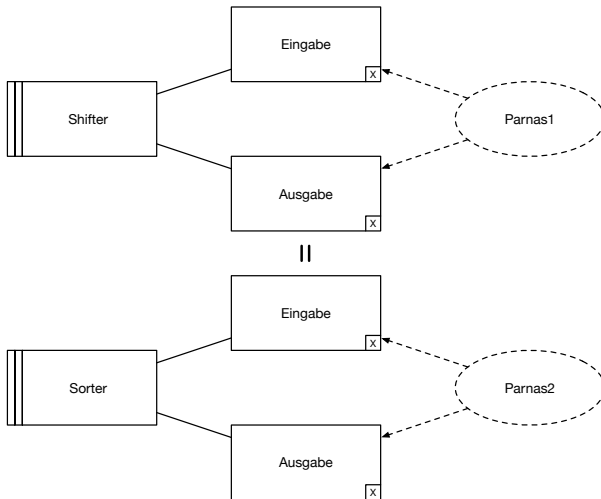 Eingabe
x
Shifter
Parnas1
Ausgabe
x
=
Eingabe
x
Sorter
Parnas2
Ausgabe
x